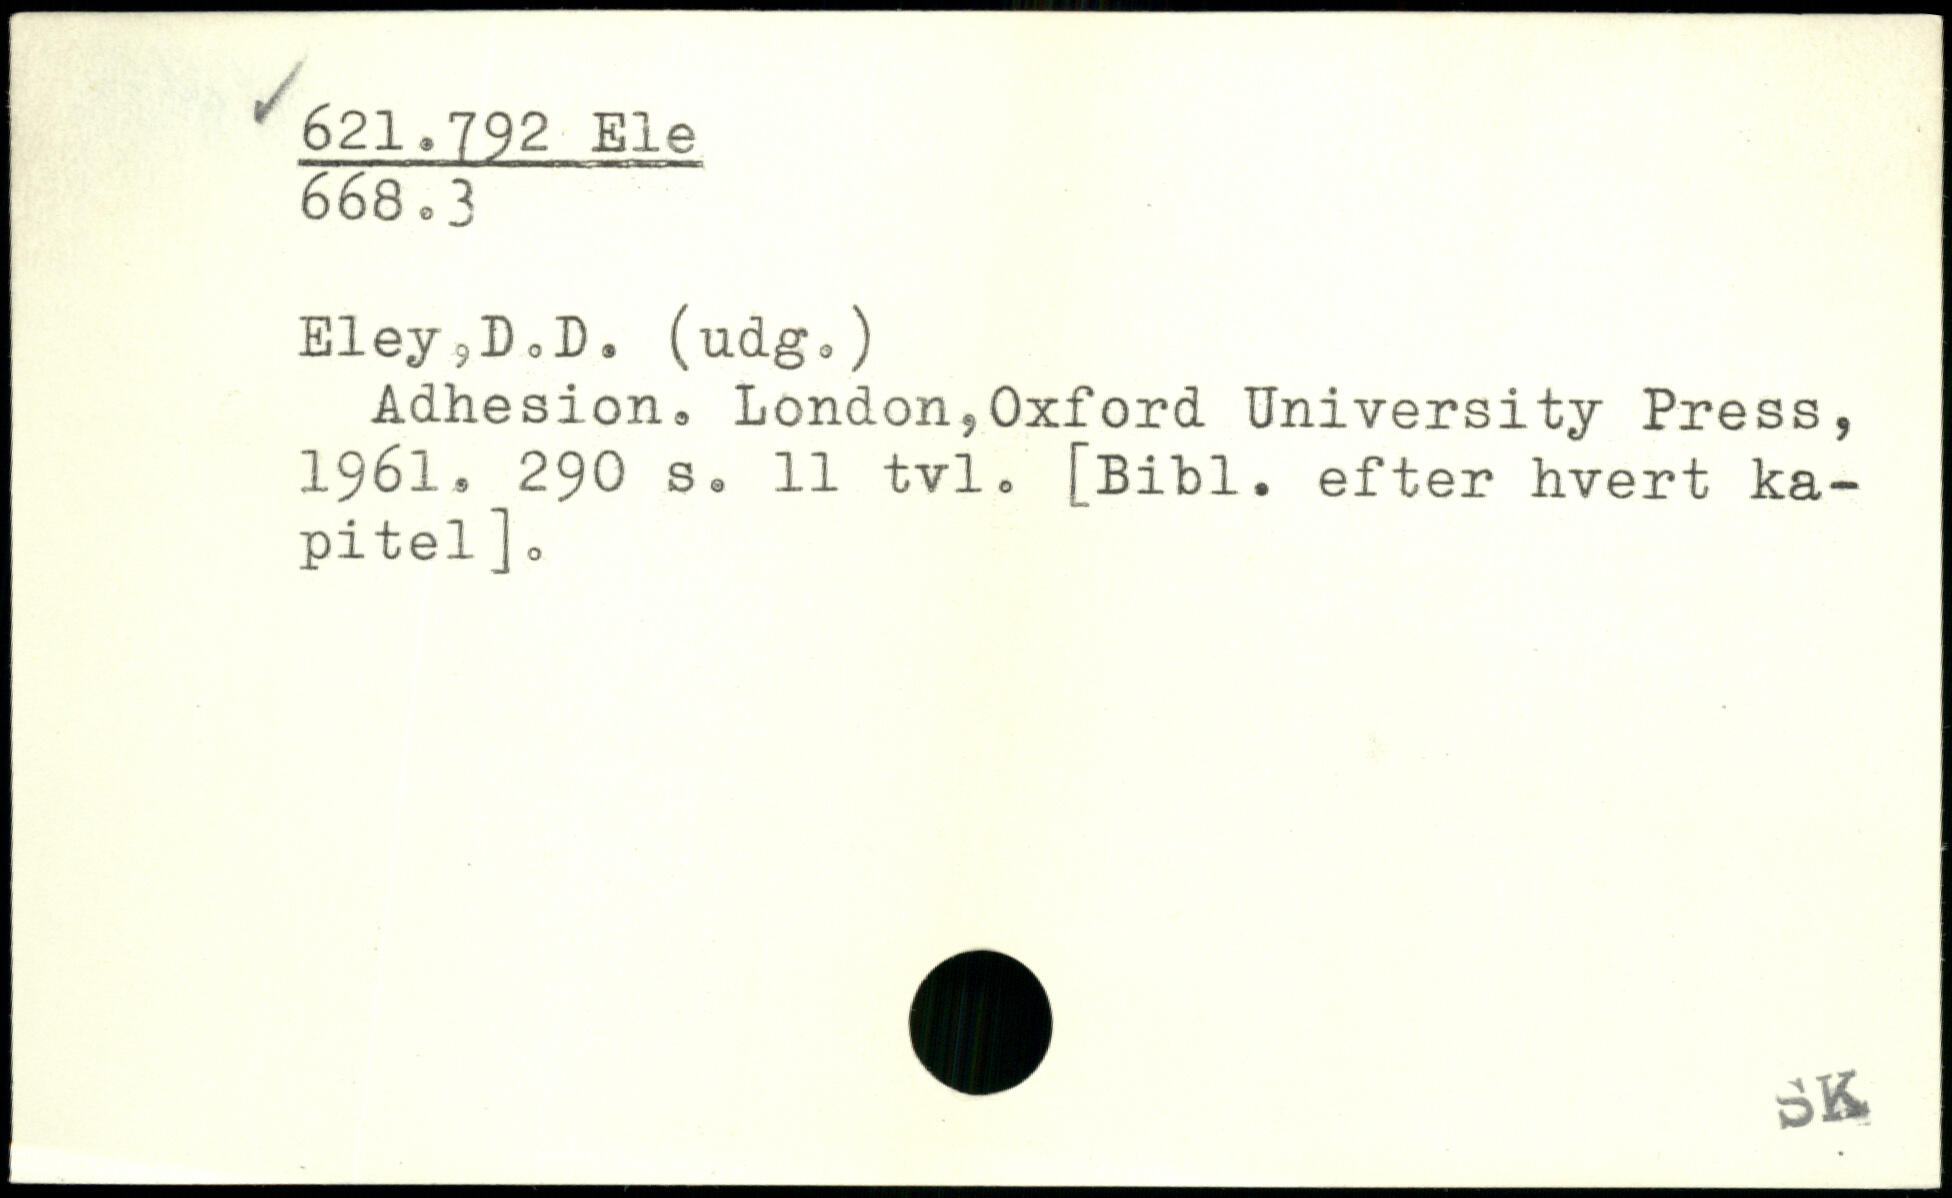 621.792 Ele
668.3
Eley,D.D. (udg.)
Adhesion. London,Oxford University Press,
1961. 290 s. 11 tvl. [Bibl. efter hvert ka-
pitel].
SK